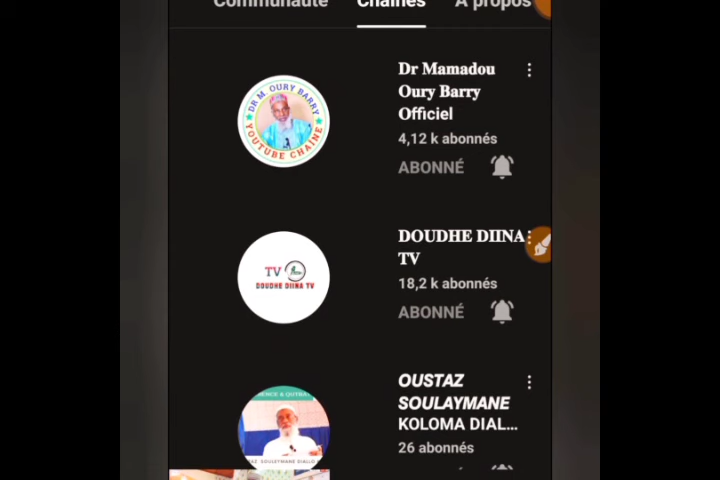 Communauté
Chaînes
À propos
Dr Mamadou
Oury Barry
Officiel
4,12 k abonnés
ABONNÉ
DR M. OURY BARRY
YOUTUBE CHAÎNE
DOUDHE DIINA
TV
18,2 k abonnés
ABONNÉ
TV
DOUDHE DIINA TV
OUSTAZ
SOULAYMANE
KOLOMA DIAL...
26 abonnés